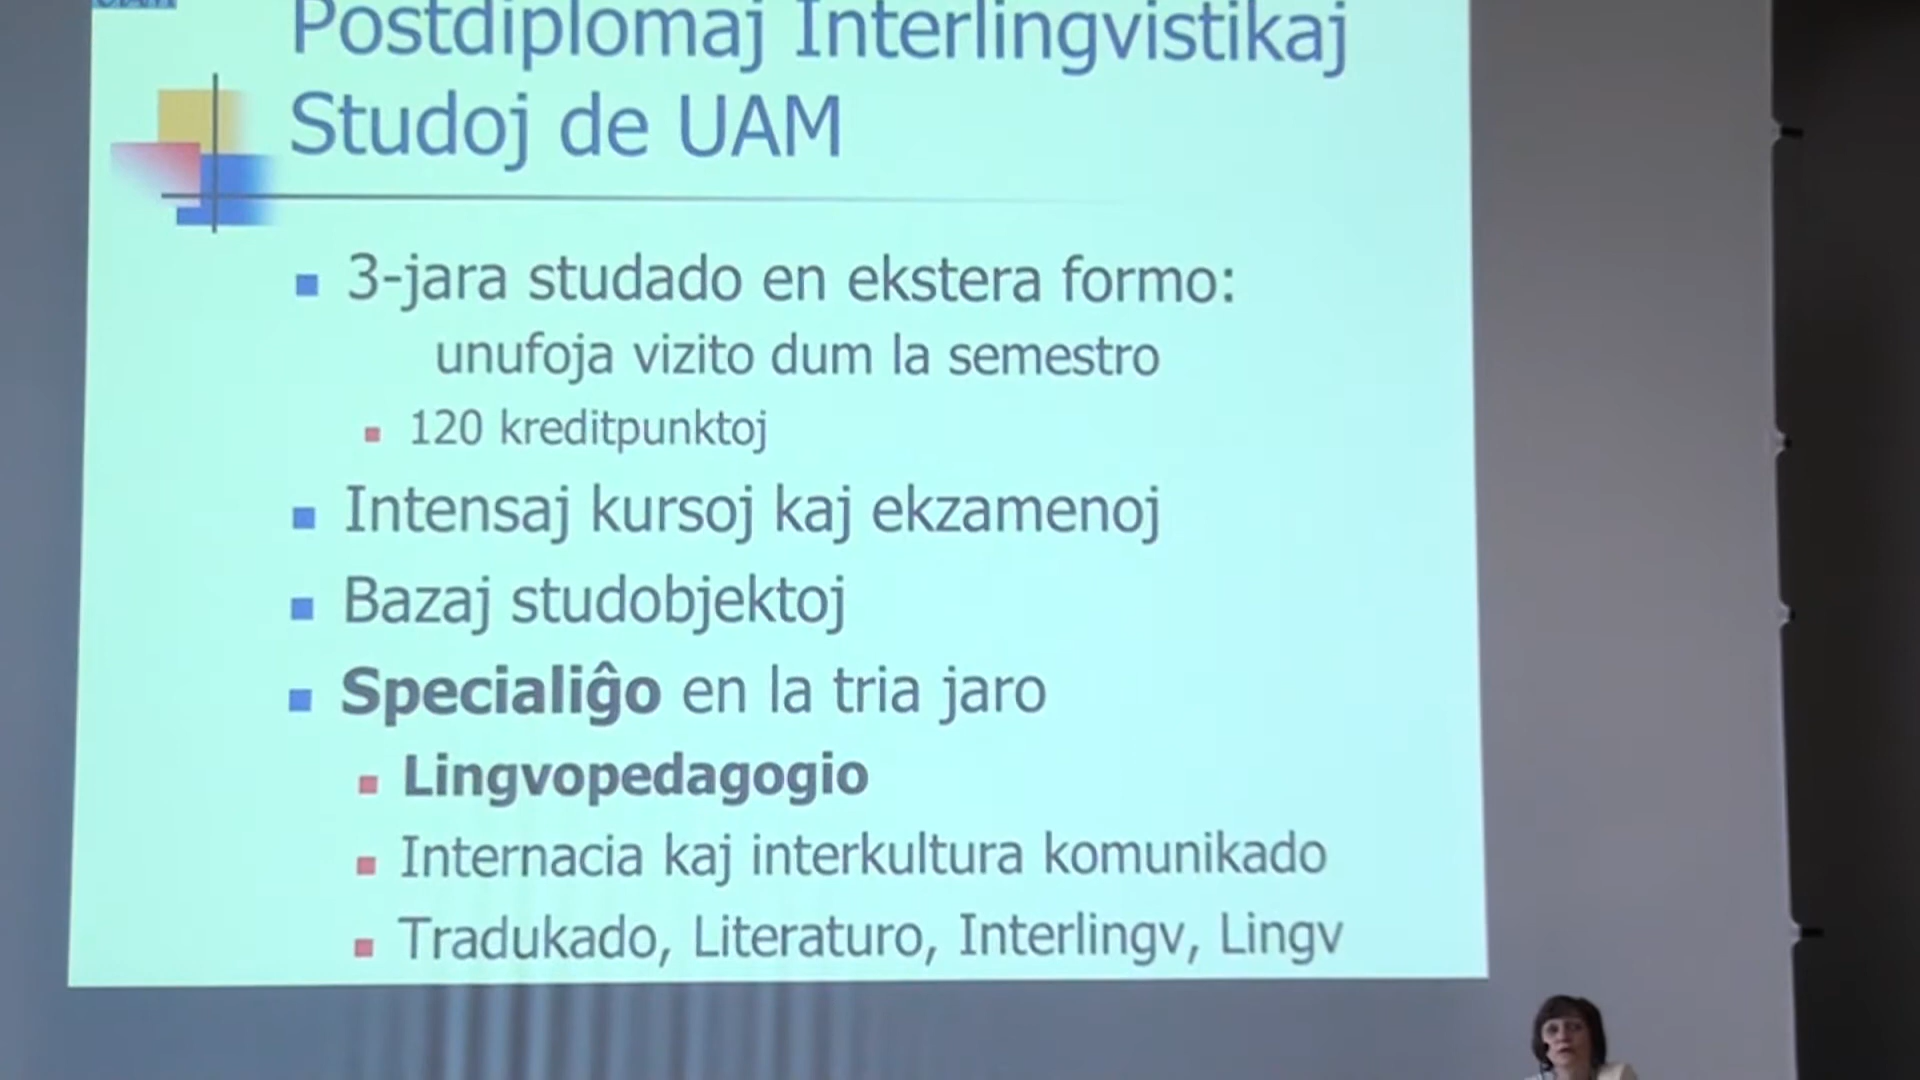 Postdiplomaj Interlingvistikaj
Studoj de UAM
3-jara studado en ekstera formo:
unufoja vizito dum la semestro
120 kreditpunktoj
Intensaj kursoj kaj ekzamenoj
Bazaj studobjektoj
Specialiĝo en la tria jaro
Lingvopedagogio
Internacia kaj interkultura komunikado
Tradukado, Literaturo, Interlingv, Lingv